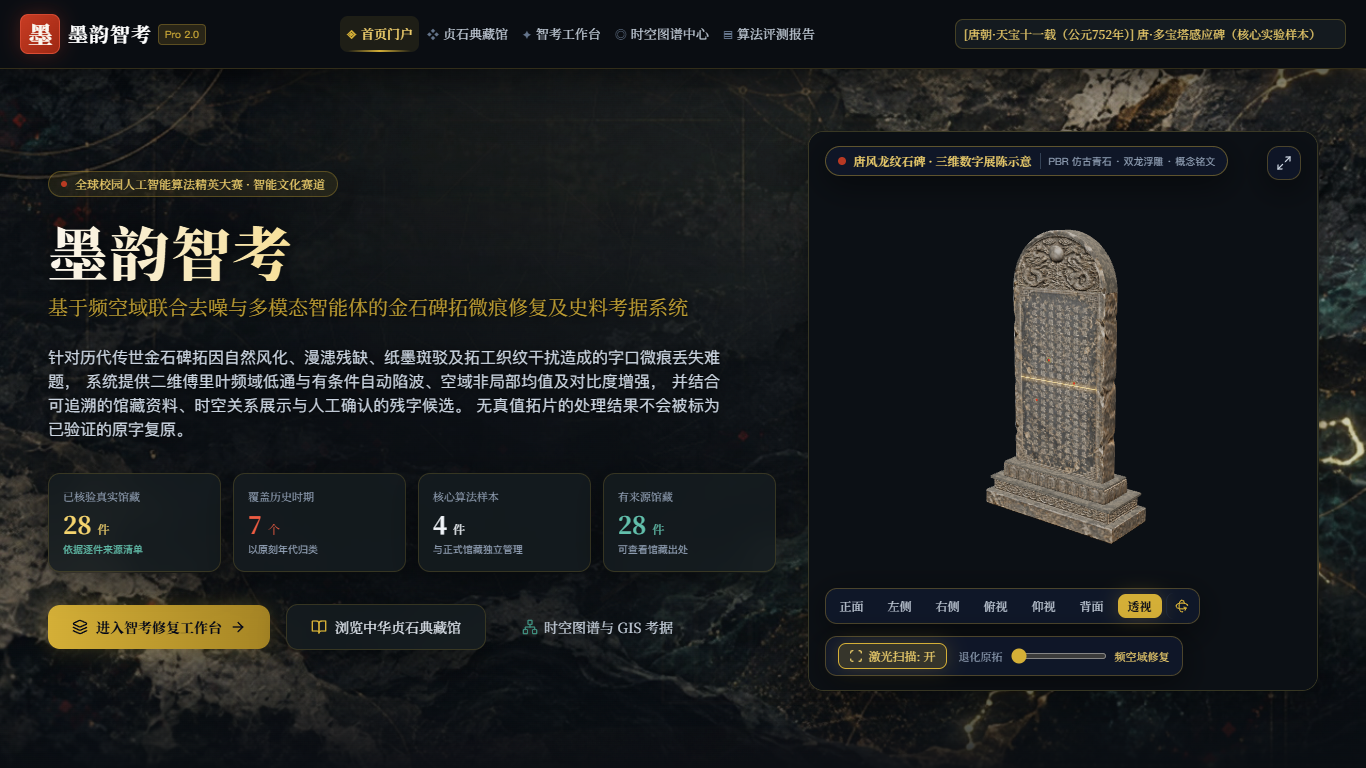 墨 墨韵智考 Pro 2.0
首页门户 贞石典藏馆 智考工作台 时空图谱中心 算法评测报告
[唐朝·天宝十一载（公元752年）] 唐·多宝塔感应碑（核心实验样本）
全球校园人工智能算法精英大赛 · 智能文化赛道
墨韵智考
基于频空域联合去噪与多模态智能体的金石碑拓微痕修复及史料考据系统
针对历代传世金石碑拓因自然风化、漫漶残缺、纸墨斑驳及拓工织纹干扰造成的字口微痕丢失难
题， 系统提供二维傅里叶频域低通与有条件自动陷波、空域非局部均值及对比度增强， 并结合
可追溯的馆藏资料、时空关系展示与人工确认的残字候选。 无真值拓片的处理结果不会被标为
已验证的原字复原。
已核验真实馆藏
28 件
依据逐件来源清单
覆盖历史时期
7 个
以原刻年代归类
核心算法样本
4 件
与正式馆藏独立管理
有来源馆藏
28 件
可查看馆藏出处
进入智考修复工作台
浏览中华贞石典藏馆
时空图谱与 GIS 考据
唐风龙纹石碑 · 三维数字展陈示意 PBR 仿古青石 · 双龙浮雕 · 概念铭文
正面 左侧 右侧 俯视 仰视 背面 透视
激光扫描: 开 退化原拓 频空域修复